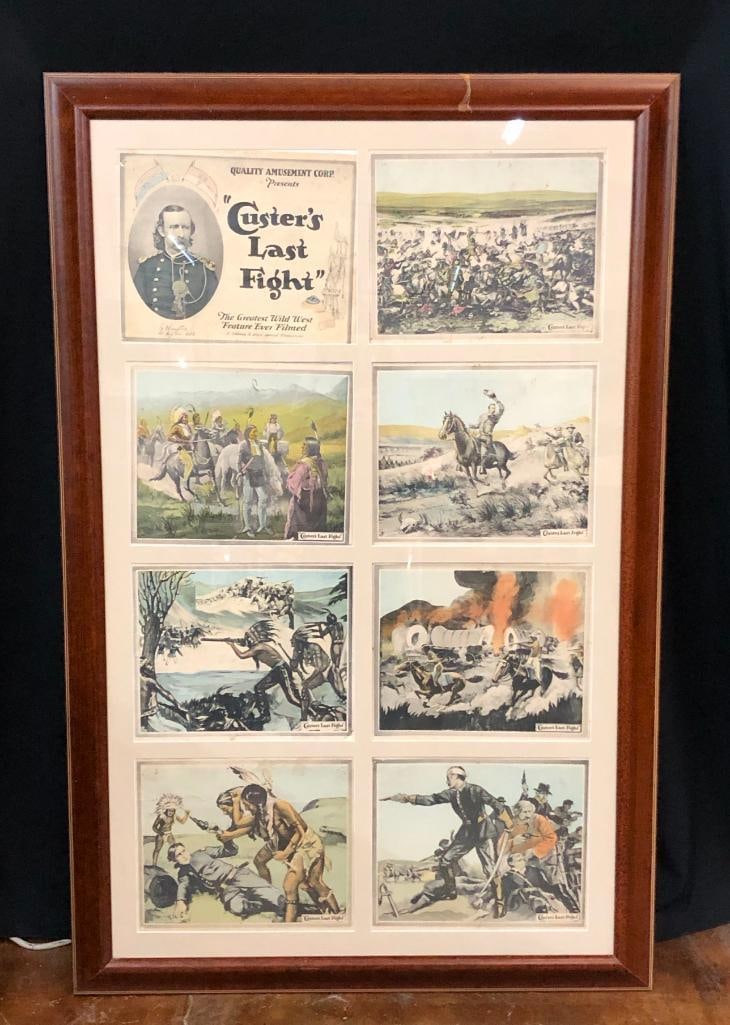 QUALITY AMUSEMENT CORP.
Presents
"Custer's
Last
Fight"
The Greatest Wild West
Feature Ever Filmed
Custer's Last Fight
Custer's Last Fight
Custer's Last Fight
Custer's Last Fight
Custer's Last Fight
Custer's Last Fight
Custer's Last Fight